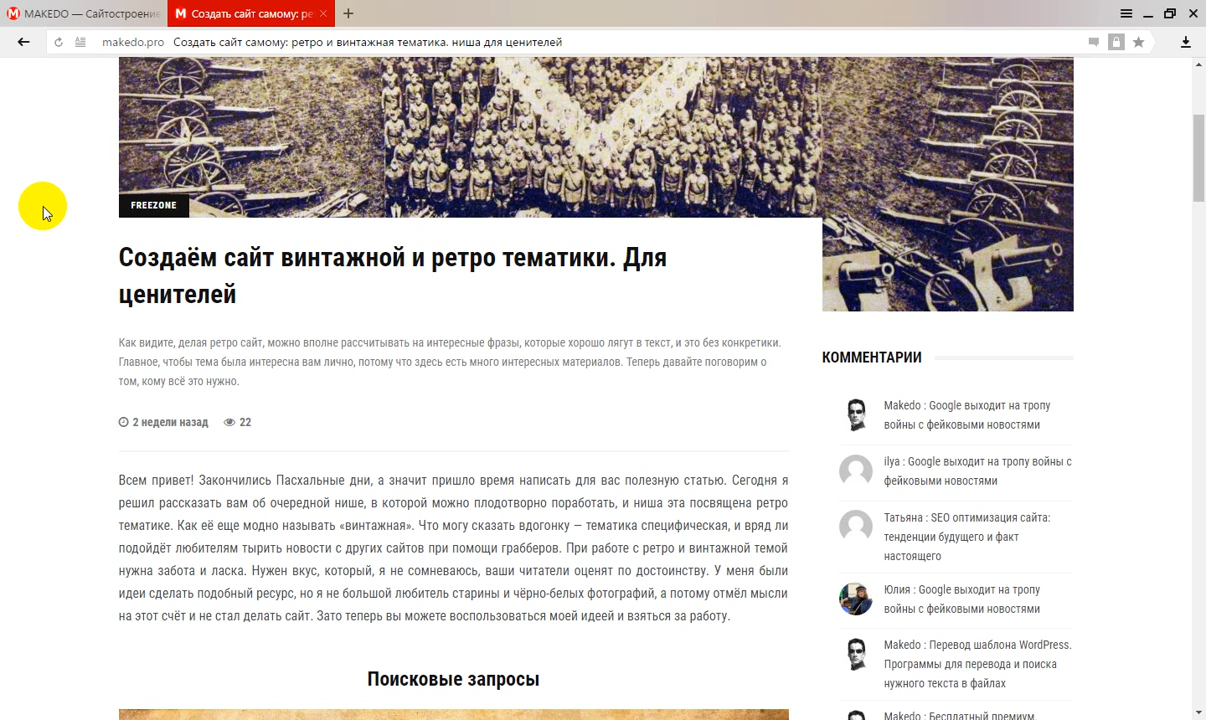 MAKEDO — Сайтостроение
Создать сайт самому: ре
makedo.pro Создать сайт самому: ретро и винтажная тематика. ниша для ценителей
FREEZONE
Создаём сайт винтажной и ретро тематики. Для
ценителей
Как видите, делая ретро сайт, можно вполне рассчитывать на интересные фразы, которые хорошо лягут в текст, и это без конкретики.
Главное, чтобы тема была интересна вам лично, потому что здесь есть много интересных материалов. Теперь давайте поговорим о
том, кому всё это нужно.
2 недели назад 22
Всем привет! Закончились Пасхальные дни, а значит пришло время написать для вас полезную статью. Сегодня я
решил рассказать вам об очередной нише, в которой можно плодотворно поработать, и ниша эта посвящена ретро
тематике. Как её еще модно называть «винтажная». Что могу сказать вдогонку — тематика специфическая, и вряд ли
подойдёт любителям тырить новости с других сайтов при помощи грабберов. При работе с ретро и винтажной темой
нужна забота и ласка. Нужен вкус, который, я не сомневаюсь, ваши читатели оценят по достоинству. У меня были
идеи сделать подобный ресурс, но я не большой любитель старины и чёрно-белых фотографий, а потому отмёл мысли
на этот счёт и не стал делать сайт. Зато теперь вы можете воспользоваться моей идеей и взяться за работу.
Поисковые запросы
КОММЕНТАРИИ
Makedo : Google выходит на тропу
войны с фейковыми новостями
ilya : Google выходит на тропу войны с
фейковыми новостями
Татьяна : SEO оптимизация сайта:
тенденции будущего и факт
настоящего
Юлия : Google выходит на тропу
войны с фейковыми новостями
Makedo : Перевод шаблона WordPress.
Программы для перевода и поиска
нужного текста в файлах
Makedo : Бесплатный премиум.